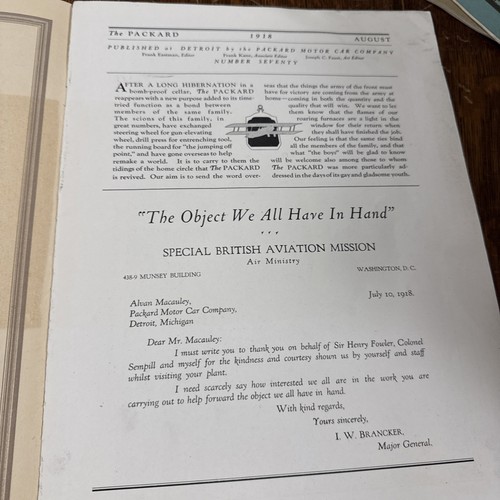 The PACKARD 1918 AUGUST
PUBLISHED at DETROIT by the PACKARD MOTOR CAR COMPANY
Frank Eastman, Editor Frank Kane, Associate Editor Joseph C. Faust, Art Editor
NUMBER SEVENTY
AFTER A LONG HIBERNATION in a
bomb-proof cellar, The PACKARD
reappears with a new purpose added to its time-
tried function as a bond between
members of the same family.
The scions of this family, in
great numbers, have exchanged
steering wheel for gun-elevating
wheel, drill press for entrenching tool,
the running board for "the jumping off
point," and have gone overseas to help
remake a world. It is to carry to them the
tidings of the home circle that The PACKARD
is revived. Our aim is to send the word over-
seas that the things the army of the front must
have for victory are coming from the army at
home—coming in both the quantity and the
quality that will win. We want to let
them know that the flames of our
roaring furnaces are a light in the
window for their return when
they shall have finished the job.
Our feeling is that the same ties bind
all the members of the family, and that
what "the boys" will be glad to know
will be welcome also among those to whom
The PACKARD was more particularly ad-
dressed in the days of its gay and gladsome youth.
"The Object We All Have In Hand"
SPECIAL BRITISH AVIATION MISSION
Air Ministry
438-9 MUNSEY BUILDING WASHINGTON, D. C.
July 10, 1918.
Alvan Macauley,
Packard Motor Car Company,
Detroit, Michigan
Dear Mr. Macauley:
I must write you to thank you on behalf of Sir Henry Fowler, Colonel
Sempill and myself for the kindness and courtesy shown us by yourself and staff
whilst visiting your plant.
I need scarcely say how interested we all are in the work you are
carrying out to help forward the object we all have in hand.
With kind regards,
Yours sincerely,
I. W. BRANCKER,
Major General.